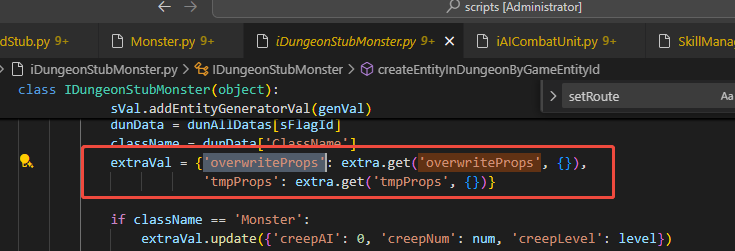 scripts [Administrator]
dStub.py 9+ Monster.py 9+ iDungeonStubMonster.py 9+ iAICombatUnit.py 9+ SkillMana
iDungeonStubMonster.py > IDungeonStubMonster > createEntityInDungeonByGameEntityId
class IDungeonStubMonster(object):
sVal.addEntityGeneratorVal(genVal)
> setRoute Aa
dunData = dunAllDatas[sFlagId]
className = dunData['ClassName']
extraVal = {'overwriteProps': extra.get('overwriteProps', {}),
'tmpProps': extra.get('tmpProps', {})}
if className == 'Monster':
extraVal.update({'creepAI': 0, 'creepNum': num, 'creepLevel': level})